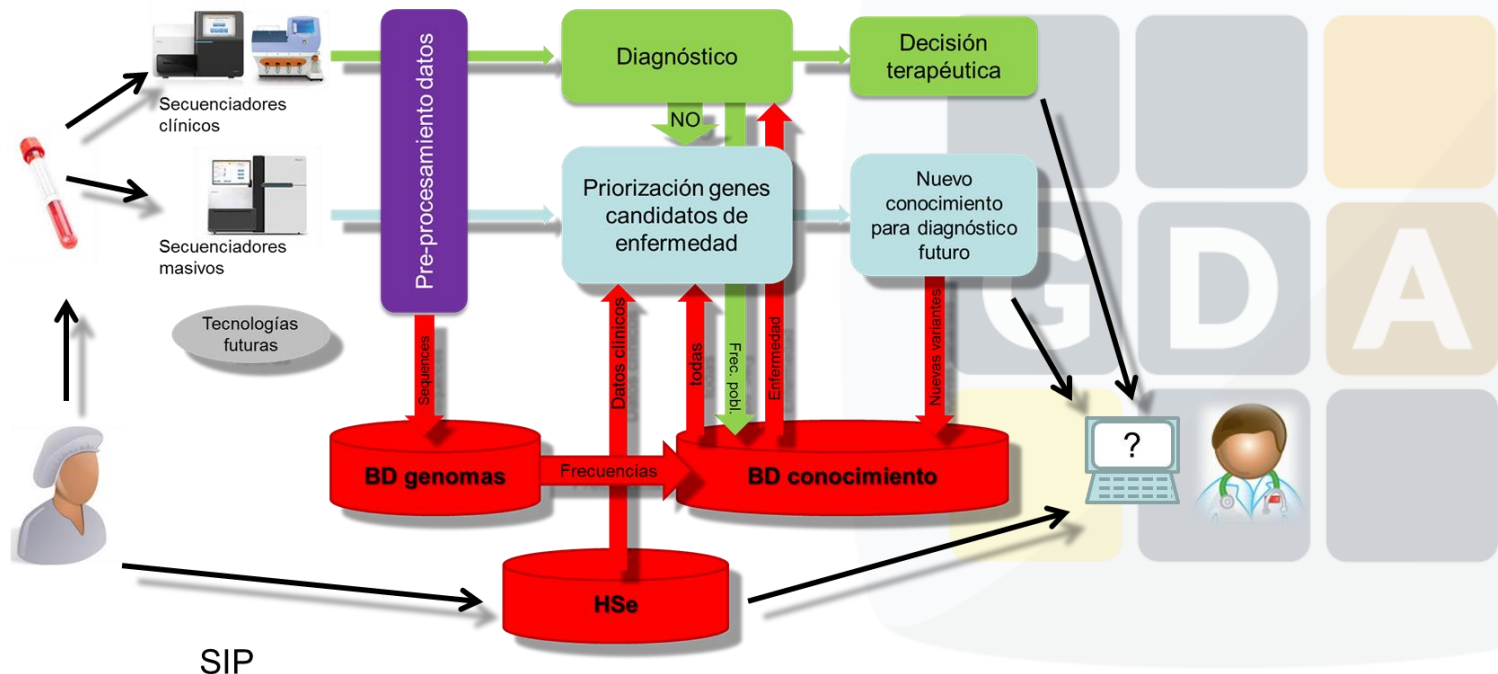 Secuenciadores
clínicos
Secuenciadores
masivos
Tecnologías
futuras
Pre-procesamiento datos
Diagnóstico
Decisión
terapéutica
NO
Priorización genes
candidatos de
enfermedad
Nuevo
conocimiento
para diagnóstico
futuro
Sequences
Datos clínicos
todas
Frec. pobl.
Enfermedad
Nuevas variantes
BD genomas
Frecuencias
BD conocimiento
HSe
SIP
?
G D A